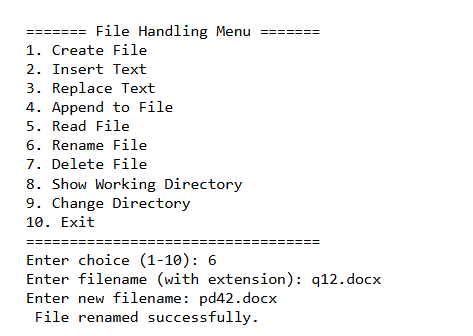 ======= File Handling Menu =======
1. Create File
2. Insert Text
3. Replace Text
4. Append to File
5. Read File
6. Rename File
7. Delete File
8. Show Working Directory
9. Change Directory
10. Exit
==================================
Enter choice (1-10): 6
Enter filename (with extension): q12.docx
Enter new filename: pd42.docx
 File renamed successfully.